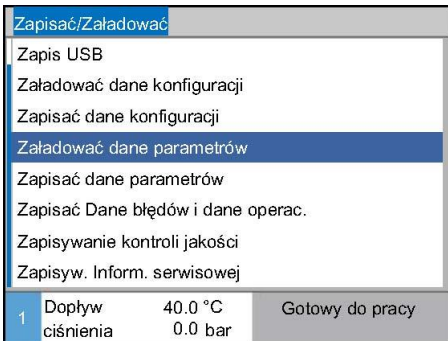 Zapisać/Załadować
Zapis USB
Załadować dane konfiguracji
Zapisać dane konfiguracji
Załadować dane parametrów
Zapisać dane parametrów
Zapisać Dane błędów i dane operac.
Zapisywanie kontroli jakości
Zapisyw. Inform. serwisowej
1 Dopływ 40.0 °C Gotowy do pracy
ciśnienia 0.0 bar